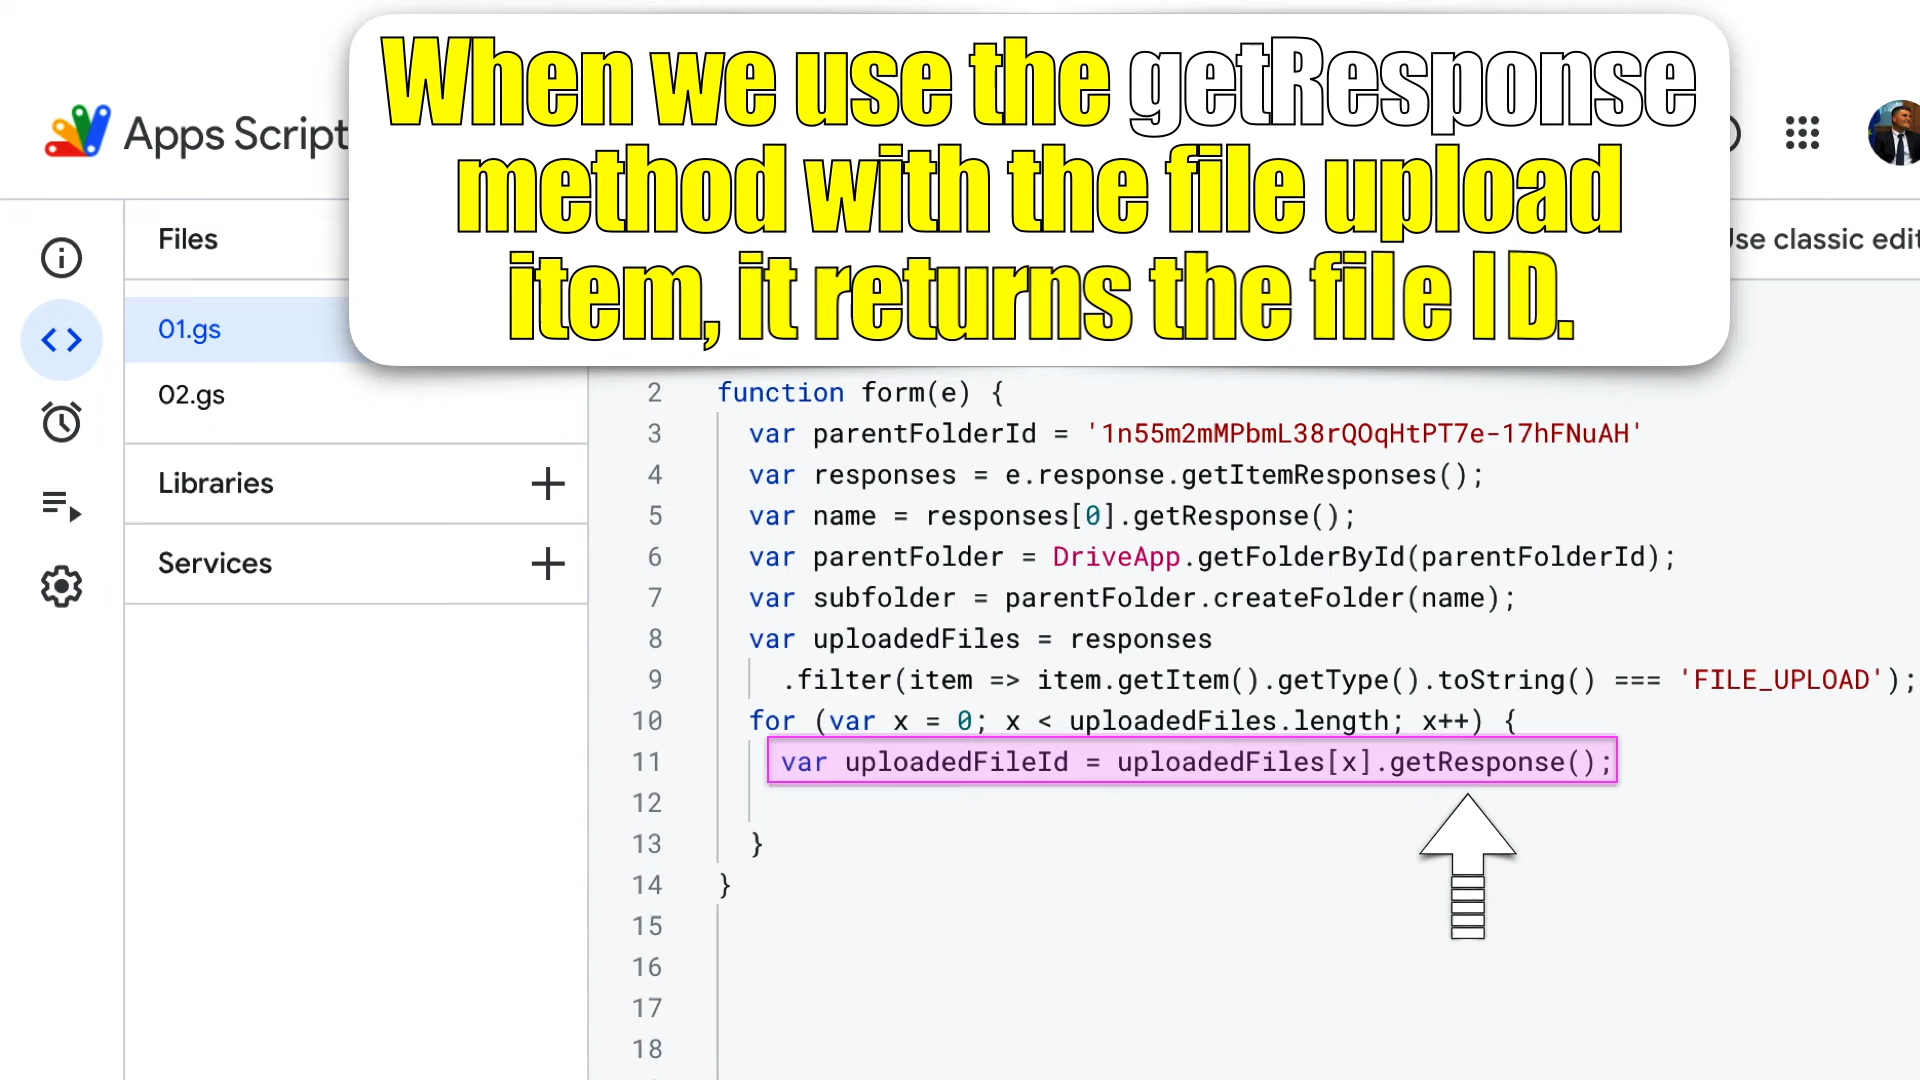 When we use the getResponse
method with the file upload
item, it returns the file ID.
Apps Script
Files
Use classic edit
01.gs
02.gs
Libraries
Services
2 function form(e) {
3 var parentFolderId = '1n55m2mMPbmL38rQOqHtPT7e-17hFNuAH'
4 var responses = e.response.getItemResponses();
5 var name = responses[0].getResponse();
6 var parentFolder = DriveApp.getFolderById(parentFolderId);
7 var subfolder = parentFolder.createFolder(name);
8 var uploadedFiles = responses
9 .filter(item => item.getItem().getType().toString() === 'FILE_UPLOAD');
10 for (var x = 0; x < uploadedFiles.length; x++) {
11 var uploadedFileId = uploadedFiles[x].getResponse();
12
13 }
14 }
15
16
17
18